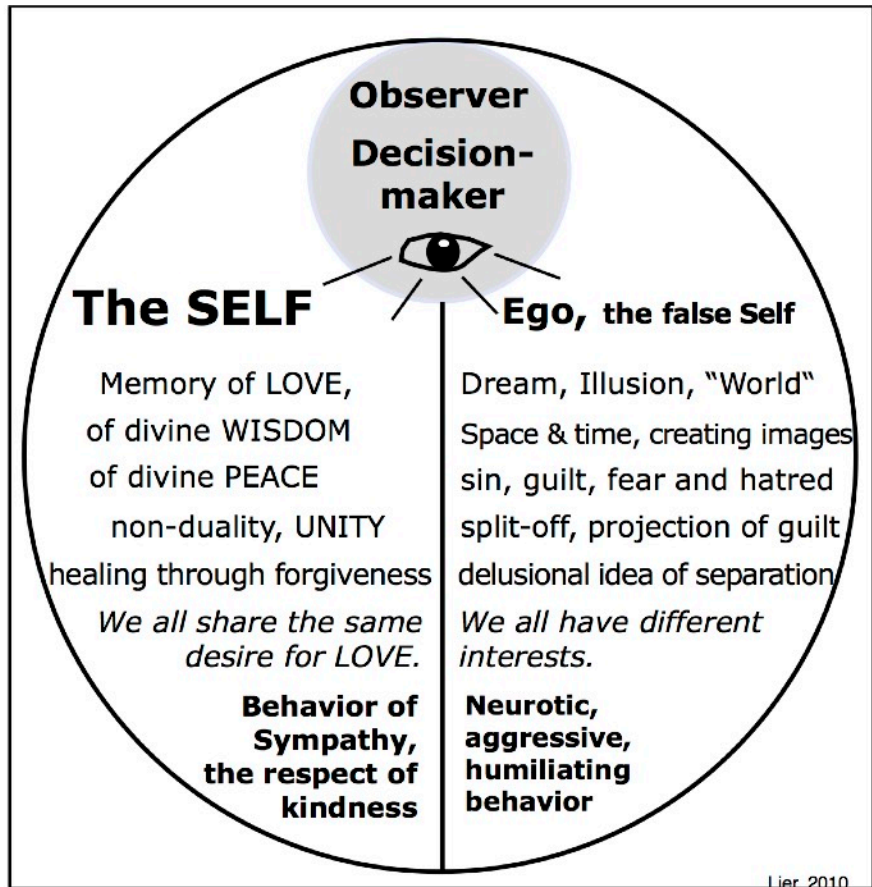 Observer
Decision-
maker
The SELF
Memory of LOVE,
of divine WISDOM
of divine PEACE
non-duality, UNITY
healing through forgiveness
We all share the same
desire for LOVE.
Behavior of
Sympathy,
the respect of
kindness
Ego, the false Self
Dream, Illusion, "World"
Space & time, creating images
sin, guilt, fear and hatred
split-off, projection of guilt
delusional idea of separation
We all have different
interests.
Neurotic,
aggressive,
humiliating
behavior
Lier, 2010